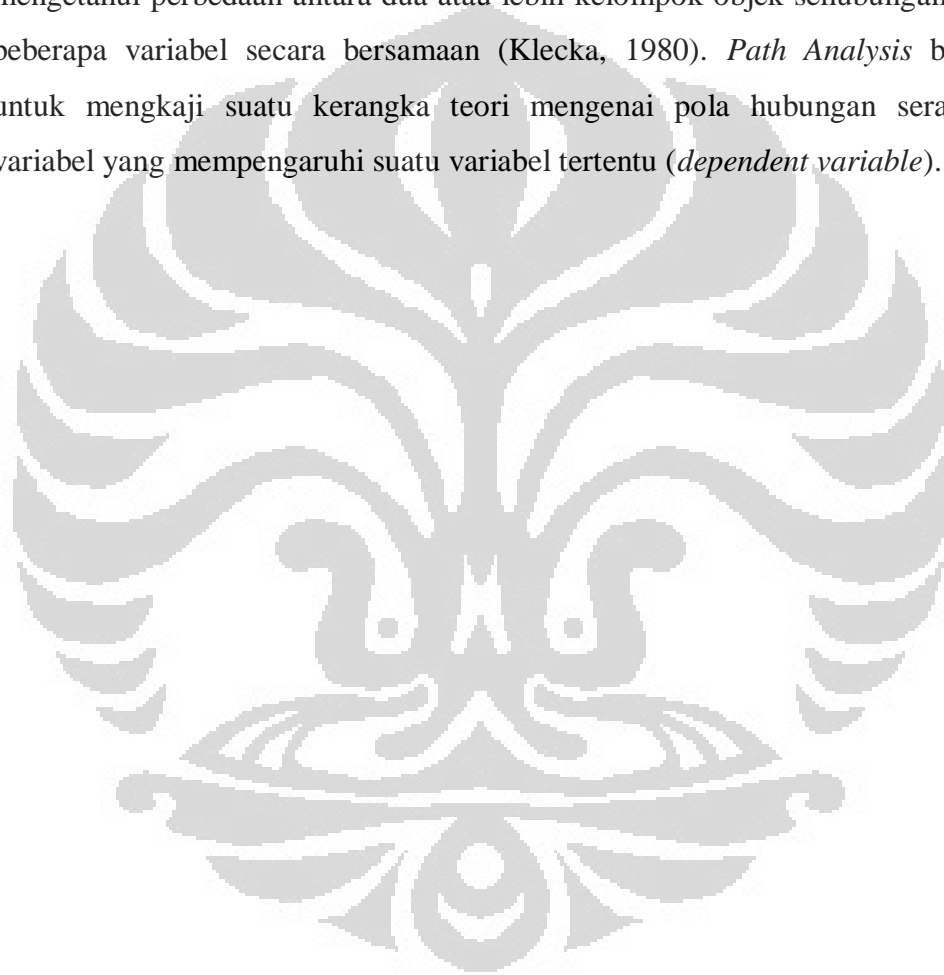 mengetahui perbedaan antara dua atau lebih kelompok objek sehubungan
beberapa variabel secara bersamaan (Klecka, 1980). Path Analysis b
untuk mengkaji suatu kerangka teori mengenai pola hubungan sera
variabel yang mempengaruhi suatu variabel tertentu (dependent variable).